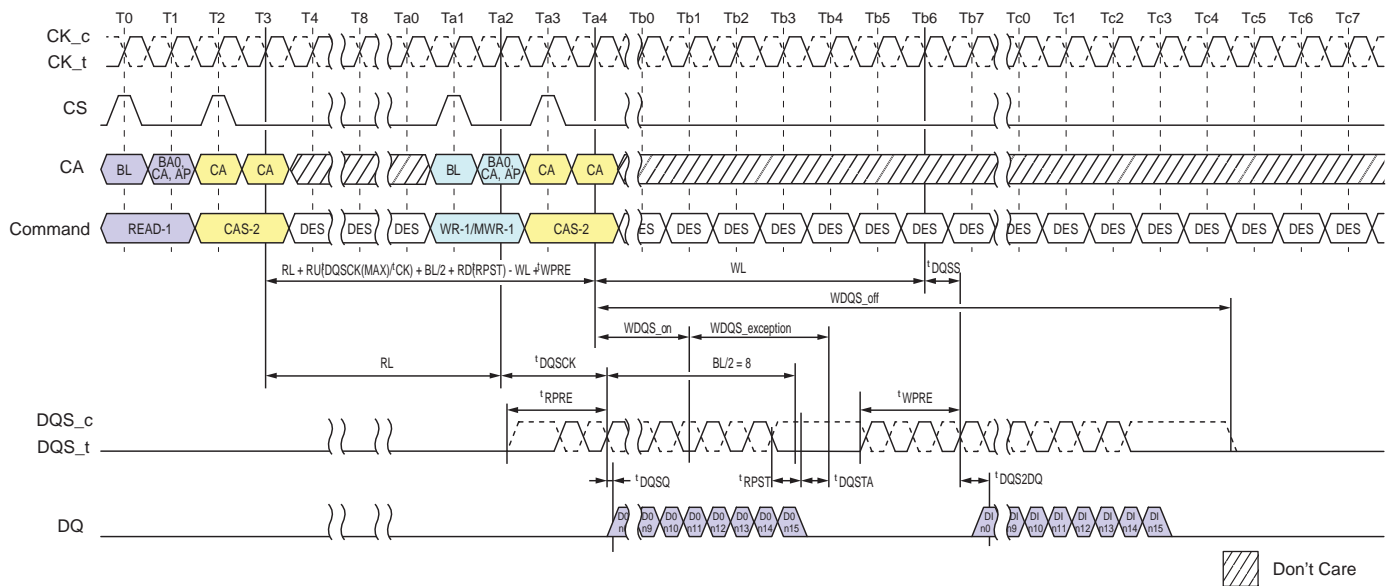 T0 T1 T2 T3 T4 T8 Ta0 Ta1 Ta2 Ta3 Ta4 Tb0 Tb1 Tb2 Tb3 Tb4 Tb5 Tb6 Tb7 Tc0 Tc1 Tc2 Tc3 Tc4 Tc5 Tc6 Tc7
CK_c
CK_t
CS
CA BL BA0, CA, AP CA CA BL BA0, CA, AP CA CA
Command READ-1 CAS-2 DES DES DES WR-1/MWR-1 CAS-2 DES DES DES DES DES DES DES DES DES DES DES DES DES DES DES DES
RL + RU(tDQSCK(MAX)/tCK) + BL/2 + RD(tRPST) - WL + tWPRE WL tDQSS
WDQS_off
WDQS_on WDQS_exception
RL tDQSCK BL/2 = 8
tRPRE tWPRE
DQS_c
DQS_t
tDQSQ tRPST tDQSTA tDQS2DQ
DQ D0 n0 D0 n9 D0 n10 D0 n11 D0 n12 D0 n13 D0 n14 D0 n15 DI n0 DI n9 DI n10 DI n11 DI n12 DI n13 DI n14 DI n15
Don't Care